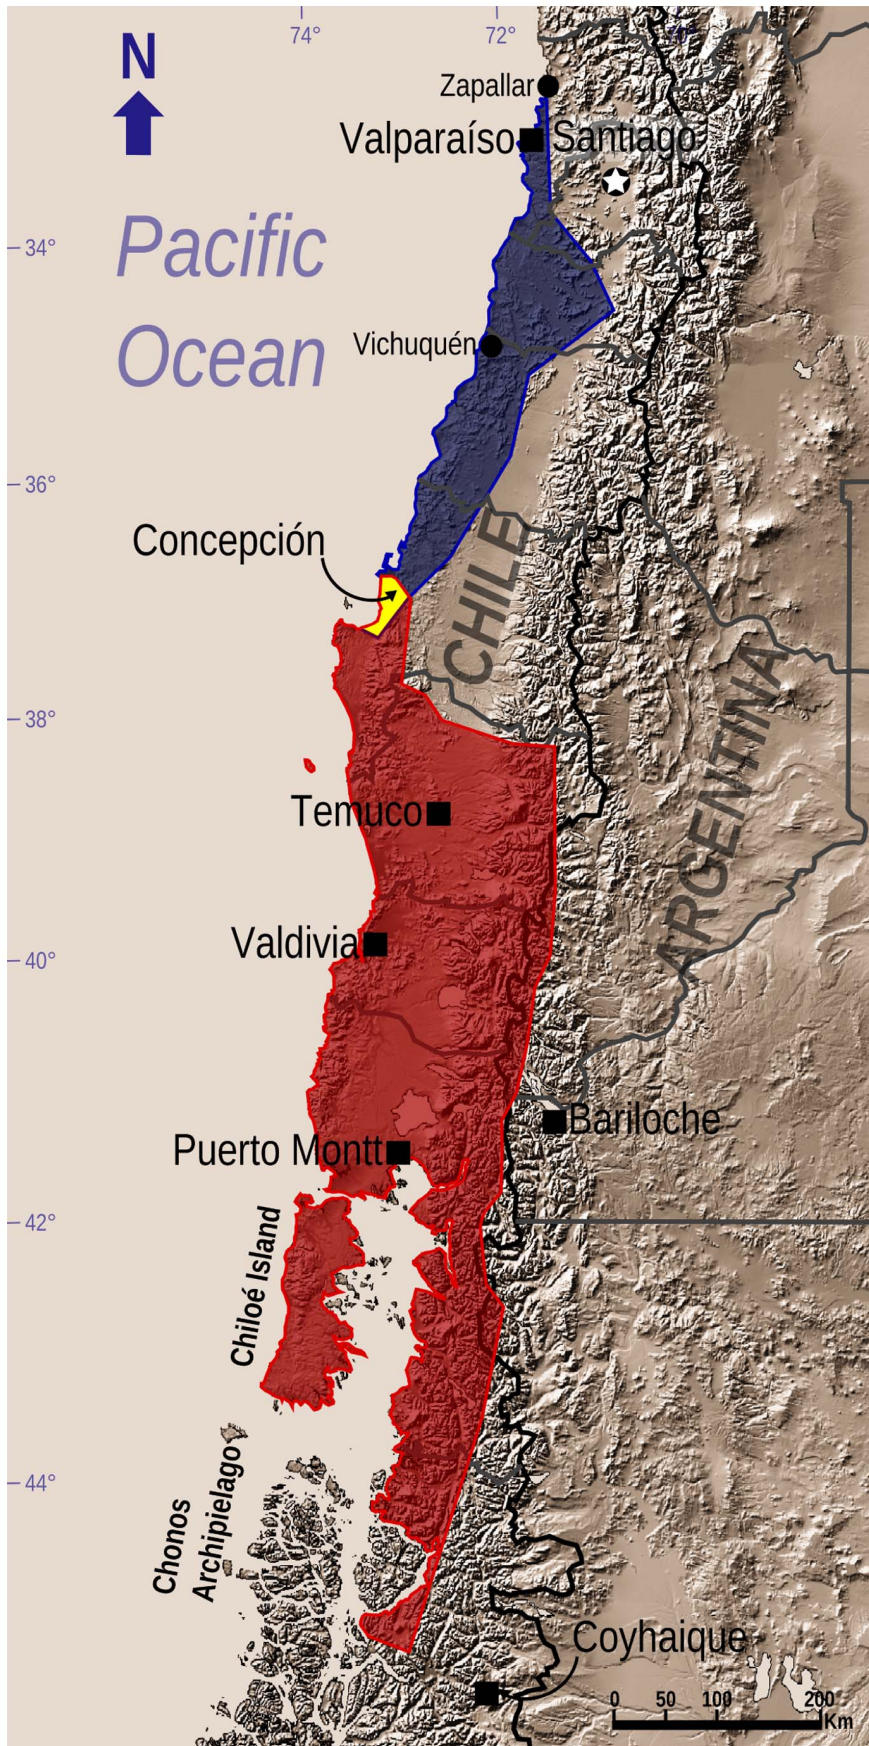 74°
72°
70°
N
Zapallar
Valparaíso
Santiago
Pacific
Ocean
34°
Vichuquén
36°
Concepción
CHILE
38°
ARGENTINA
Temuco
Valdivia
40°
Bariloche
Puerto Montt
42°
Chiloé Island
44°
Chonos
Archipielago
Coyhaique
0 50 100 200
Km